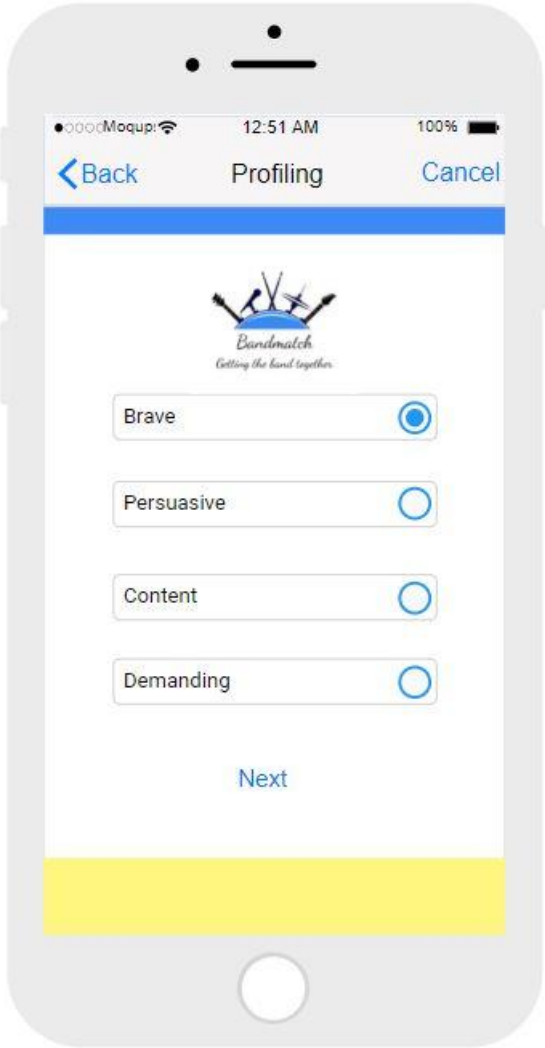 Moqups 12:51 AM 100%
Back Profiling Cancel
Bandmatch
Getting the band together
Brave
Persuasive
Content
Demanding
Next